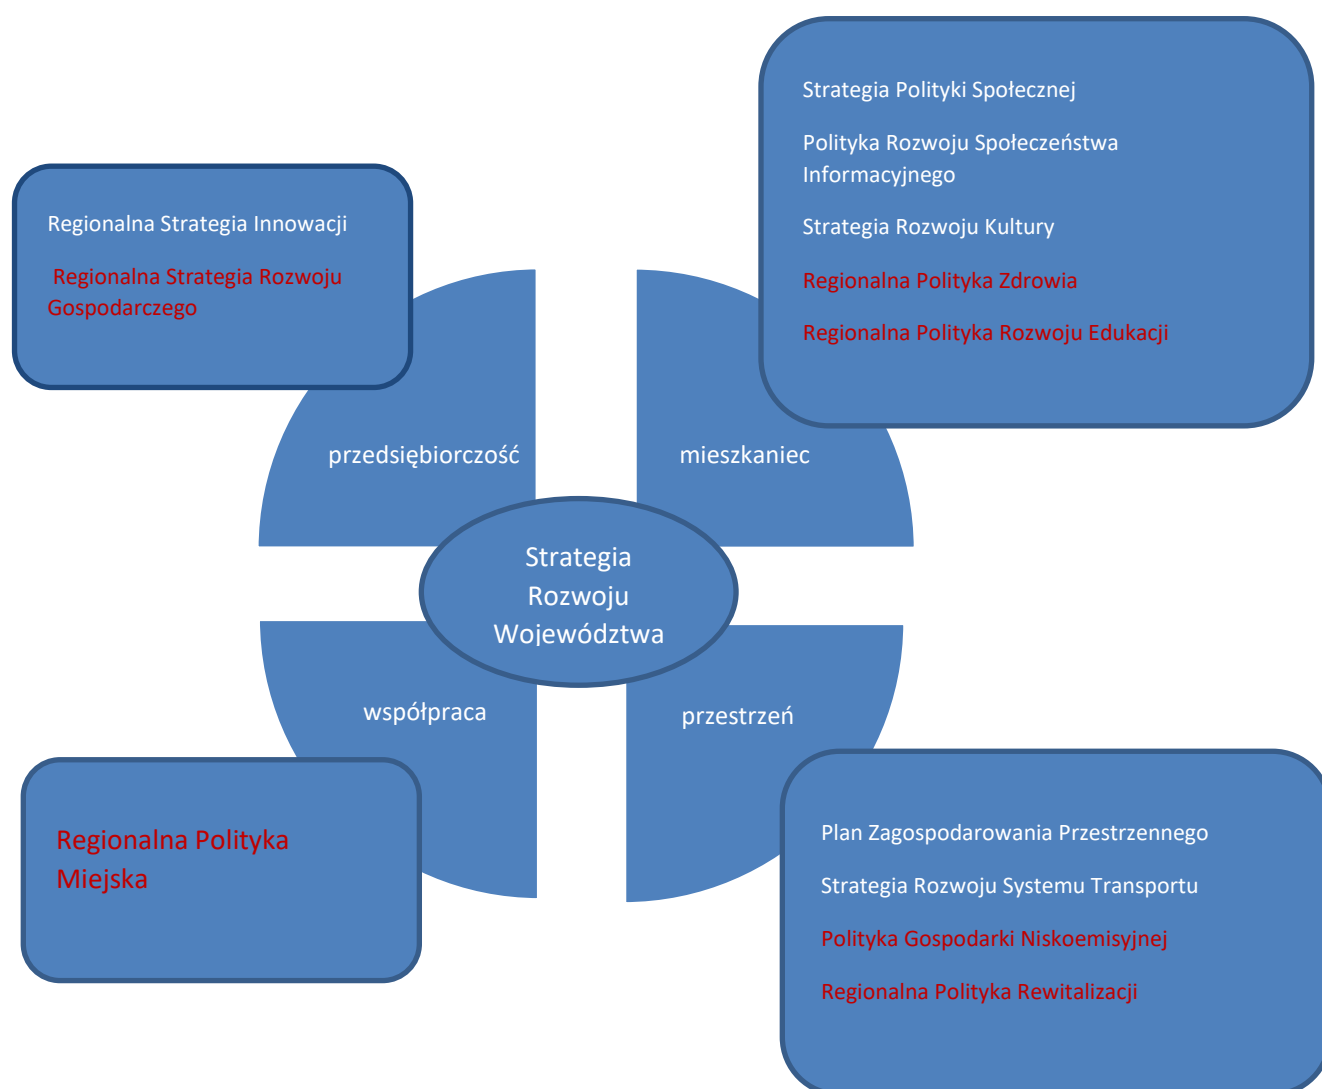 Strategia Polityki Społecznej
Polityka Rozwoju Społeczeństwa
Informacyjnego
Strategia Rozwoju Kultury
Regionalna Polityka Zdrowia
Regionalna Polityka Rozwoju Edukacji
Regionalna Strategia Innowacji
Regionalna Strategia Rozwoju
Gospodarczego
przedsiębiorczość
mieszkaniec
Strategia
Rozwoju
Województwa
współpraca
przestrzeń
Regionalna Polityka
Miejska
Plan Zagospodarowania Przestrzennego
Strategia Rozwoju Systemu Transportu
Polityka Gospodarki Niskoemisyjnej
Regionalna Polityka Rewitalizacji